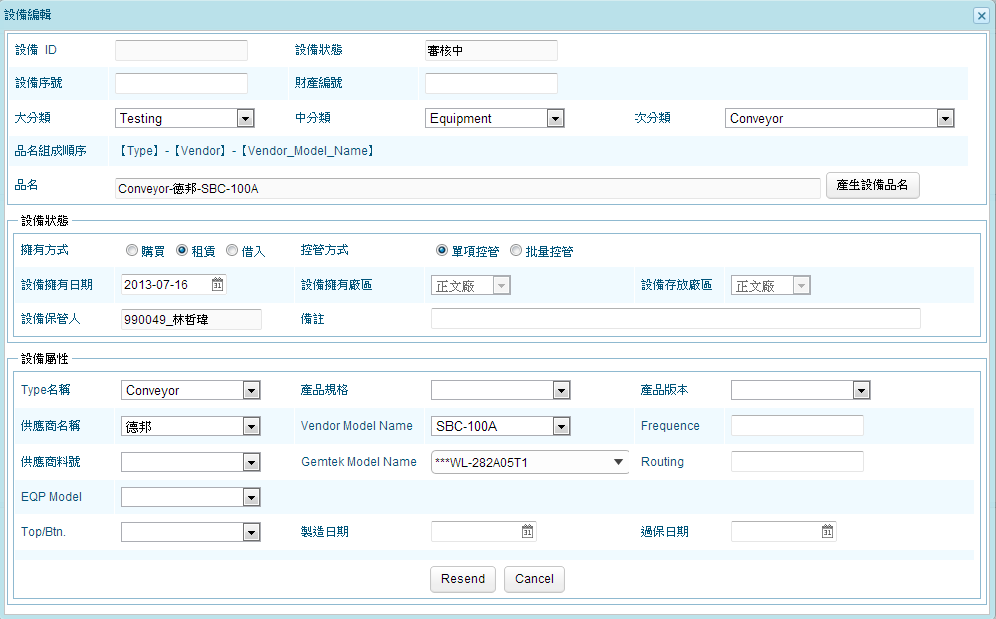 設備編輯
設備 ID 設備狀態 審核中
設備序號 財產編號
大分類 Testing 中分類 Equipment 次分類 Conveyor
品名組成順序 【Type】-【Vendor】-【Vendor_Model_Name】
品名 Conveyor-德邦-SBC-100A 產生設備品名
設備狀態
擁有方式 購買 租賃 借入 控管方式 單項控管 批量控管
設備擁有日期 2013-07-16 31 設備擁有廠區 正文廠 設備存放廠區 正文廠
設備保管人 990049_林哲瑋 備註
設備屬性
Type名稱 Conveyor 產品規格 產品版本
供應商名稱 德邦 Vendor Model Name SBC-100A Frequence
供應商料號 Gemtek Model Name ***WL-282A05T1 Routing
EQP Model
Top/Btn. 製造日期 31 過保日期 31
Resend Cancel